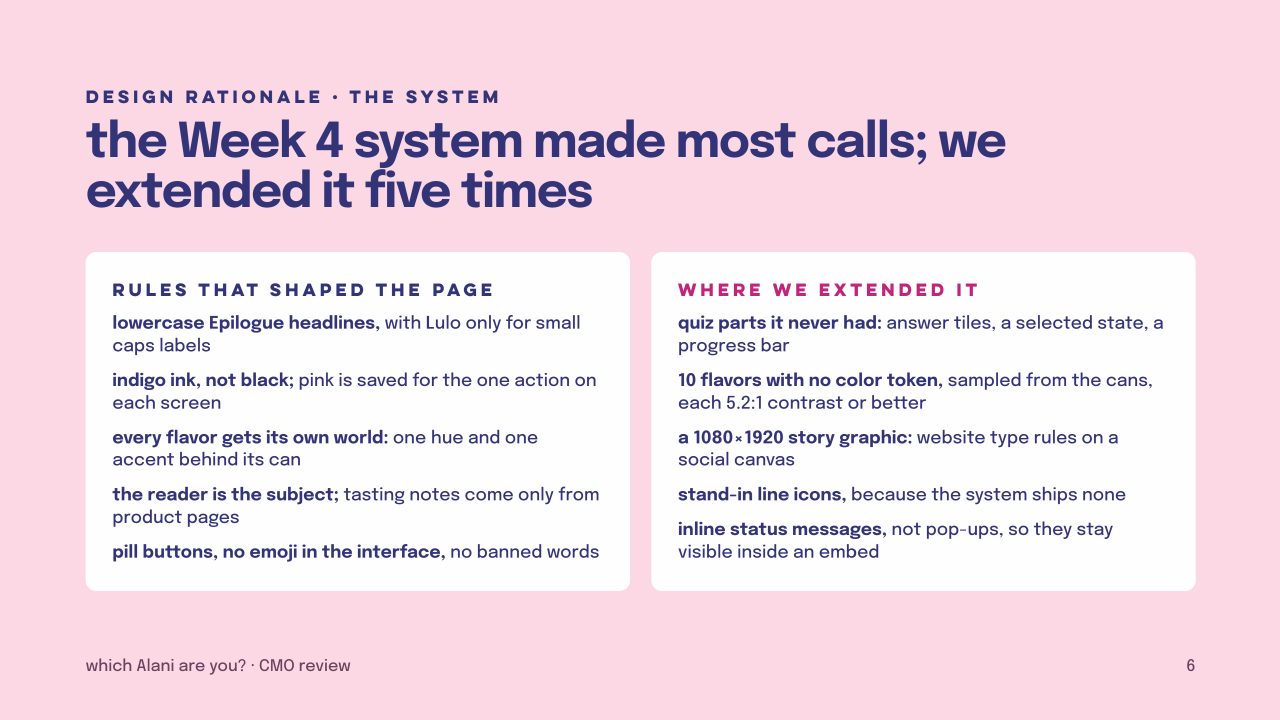 DESIGN RATIONALE · THE SYSTEM
the Week 4 system made most calls; we
extended it five times
RULES THAT SHAPED THE PAGE
lowercase Epilogue headlines, with Lulo only for small
caps labels
indigo ink, not black; pink is saved for the one action on
each screen
every flavor gets its own world: one hue and one
accent behind its can
the reader is the subject; tasting notes come only from
product pages
pill buttons, no emoji in the interface, no banned words
WHERE WE EXTENDED IT
quiz parts it never had: answer tiles, a selected state, a
progress bar
10 flavors with no color token, sampled from the cans,
each 5.2:1 contrast or better
a 1080×1920 story graphic: website type rules on a
social canvas
stand-in line icons, because the system ships none
inline status messages, not pop-ups, so they stay
visible inside an embed
which Alani are you? · CMO review
6